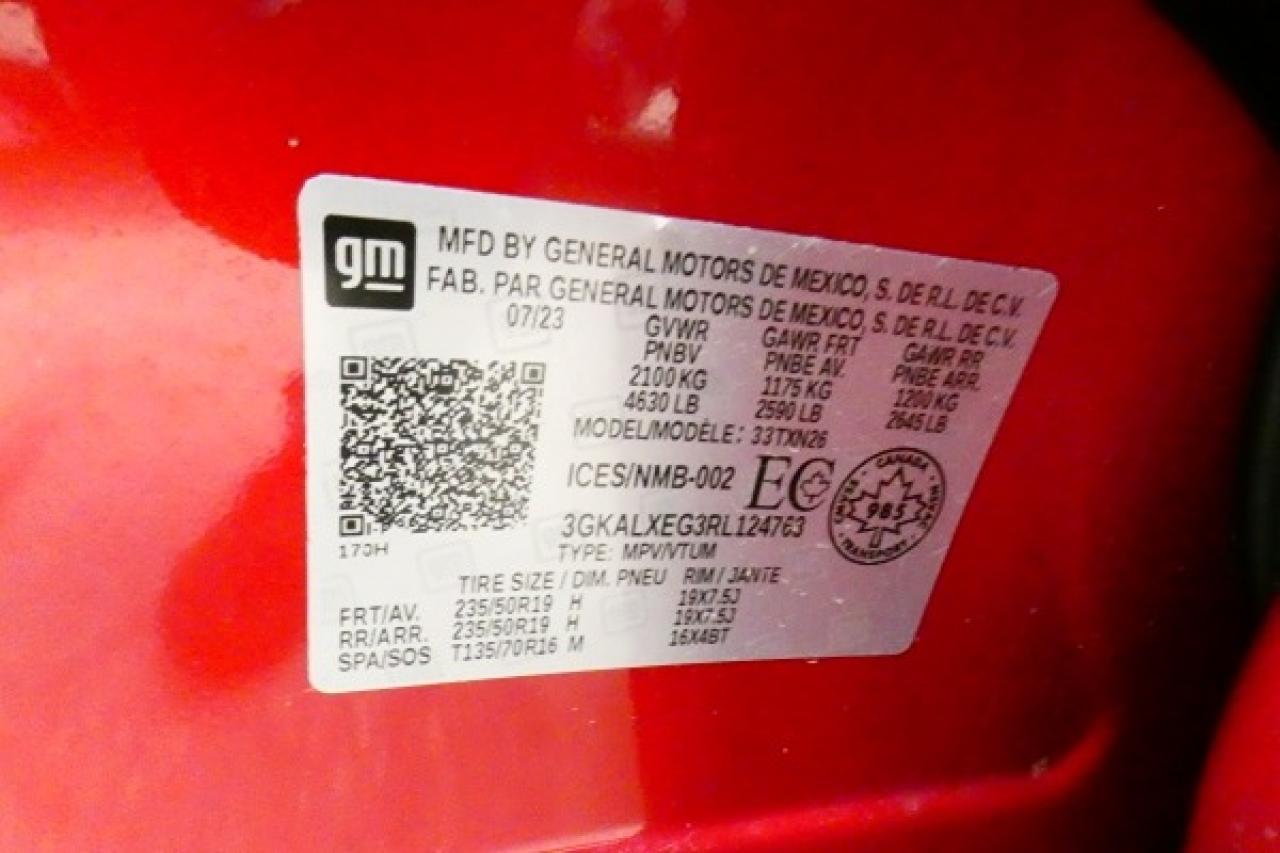 gm
MFD BY GENERAL MOTORS DE MEXICO, S. DE R.L. DE C.V.
FAB. PAR GENERAL MOTORS DE MEXICO, S. DE R.L. DE C.V.
07/23 GVWR GAWR FRT GAWR RR
PNBV PNBE AV. PNBE ARR.
2100 KG 1175 KG 1200 KG
4630 LB 2590 LB 2645 LB
MODEL/MODÈLE: 33TXN26
ICES/NMB-002 EC
CANADA
985
TRANSPORT
3GKALXEG3RL124763
TYPE: MPV/VTUM
TIRE SIZE / DIM. PNEU RIM / JANTE
FRT/AV. 235/50R19 H 19X7.5J
RR/ARR. 235/50R19 H 19X7.5J
SPA/SOS T135/70R16 M 16X4BT